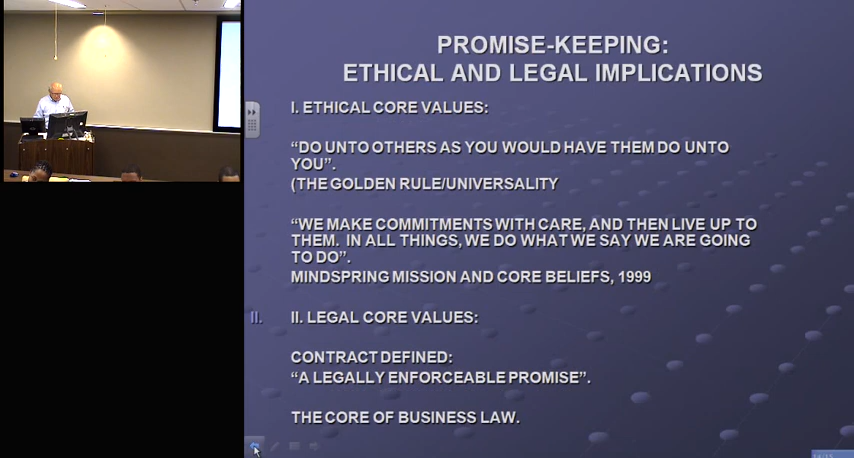 PROMISE-KEEPING:
ETHICAL AND LEGAL IMPLICATIONS
I. ETHICAL CORE VALUES:
“DO UNTO OTHERS AS YOU WOULD HAVE THEM DO UNTO
YOU”.
(THE GOLDEN RULE/UNIVERSALITY
“WE MAKE COMMITMENTS WITH CARE, AND THEN LIVE UP TO
THEM. IN ALL THINGS, WE DO WHAT WE SAY WE ARE GOING
TO DO”.
MINDSPRING MISSION AND CORE BELIEFS, 1999
II. II. LEGAL CORE VALUES:
CONTRACT DEFINED:
“A LEGALLY ENFORCEABLE PROMISE”.
THE CORE OF BUSINESS LAW.